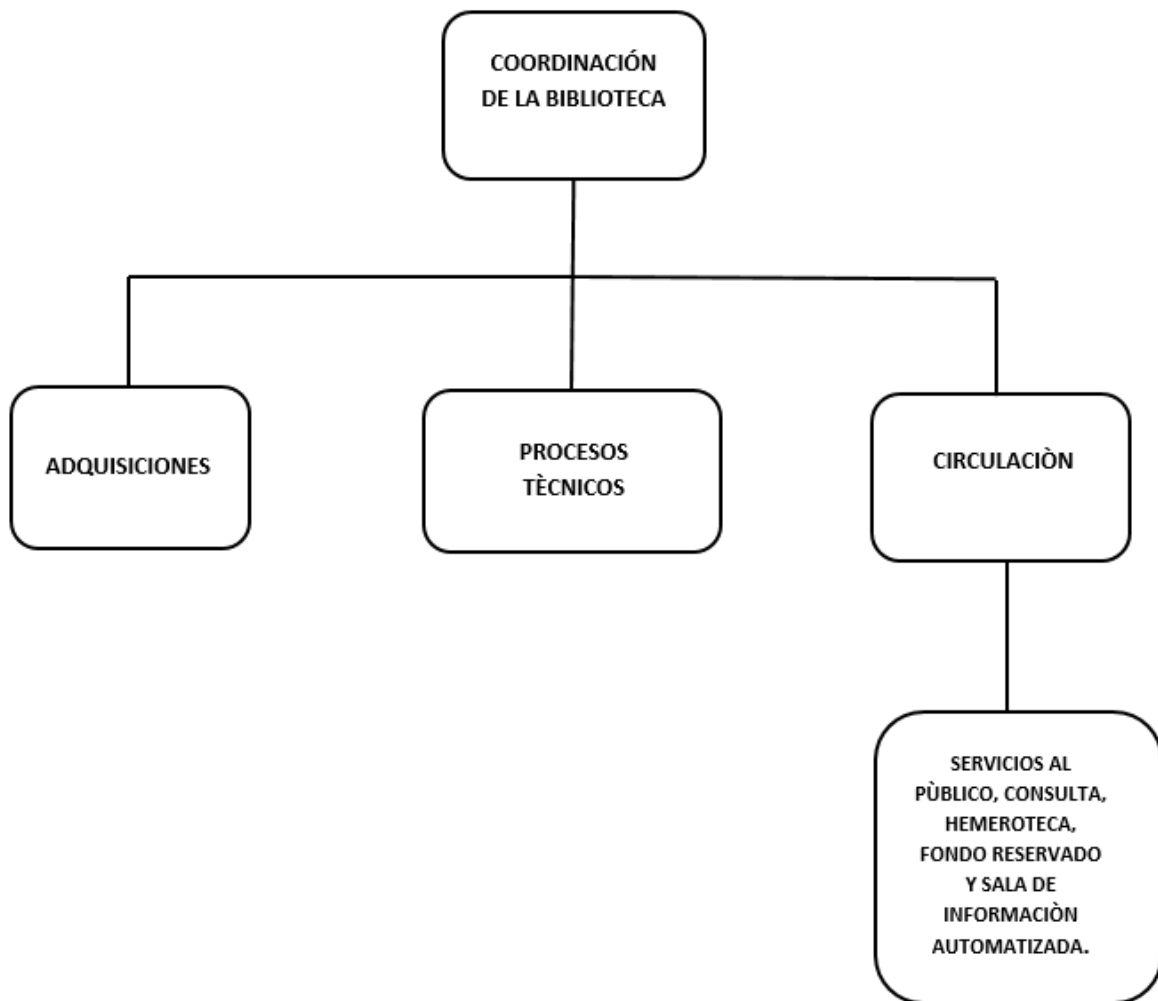 COORDINACIÓN
DE LA BIBLIOTECA
ADQUISICIONES
PROCESOS
TÈCNICOS
CIRCULACIÒN
SERVICIOS AL
PÙBLICO, CONSULTA,
HEMEROTECA,
FONDO RESERVADO
Y SALA DE
INFORMACIÒN
AUTOMATIZADA.